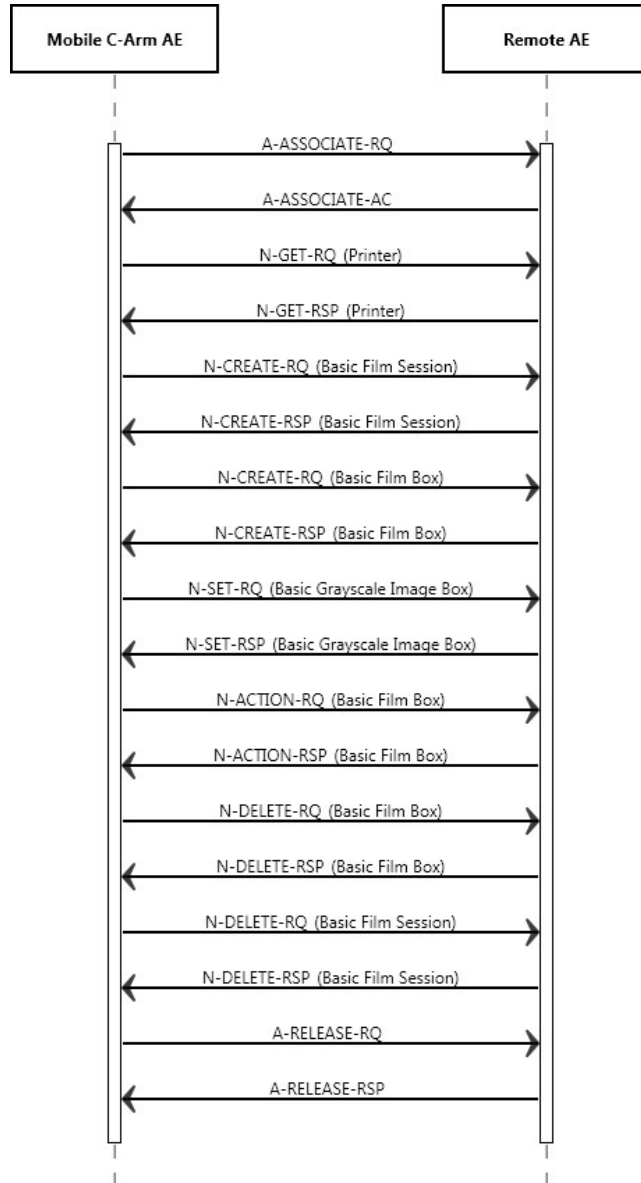 Mobile C-Arm AE
Remote AE
A-ASSOCIATE-RQ
A-ASSOCIATE-AC
N-GET-RQ (Printer)
N-GET-RSP (Printer)
N-CREATE-RQ (Basic Film Session)
N-CREATE-RSP (Basic Film Session)
N-CREATE-RQ (Basic Film Box)
N-CREATE-RSP (Basic Film Box)
N-SET-RQ (Basic Grayscale Image Box)
N-SET-RSP (Basic Grayscale Image Box)
N-ACTION-RQ (Basic Film Box)
N-ACTION-RSP (Basic Film Box)
N-DELETE-RQ (Basic Film Box)
N-DELETE-RSP (Basic Film Box)
N-DELETE-RQ (Basic Film Session)
N-DELETE-RSP (Basic Film Session)
A-RELEASE-RQ
A-RELEASE-RSP